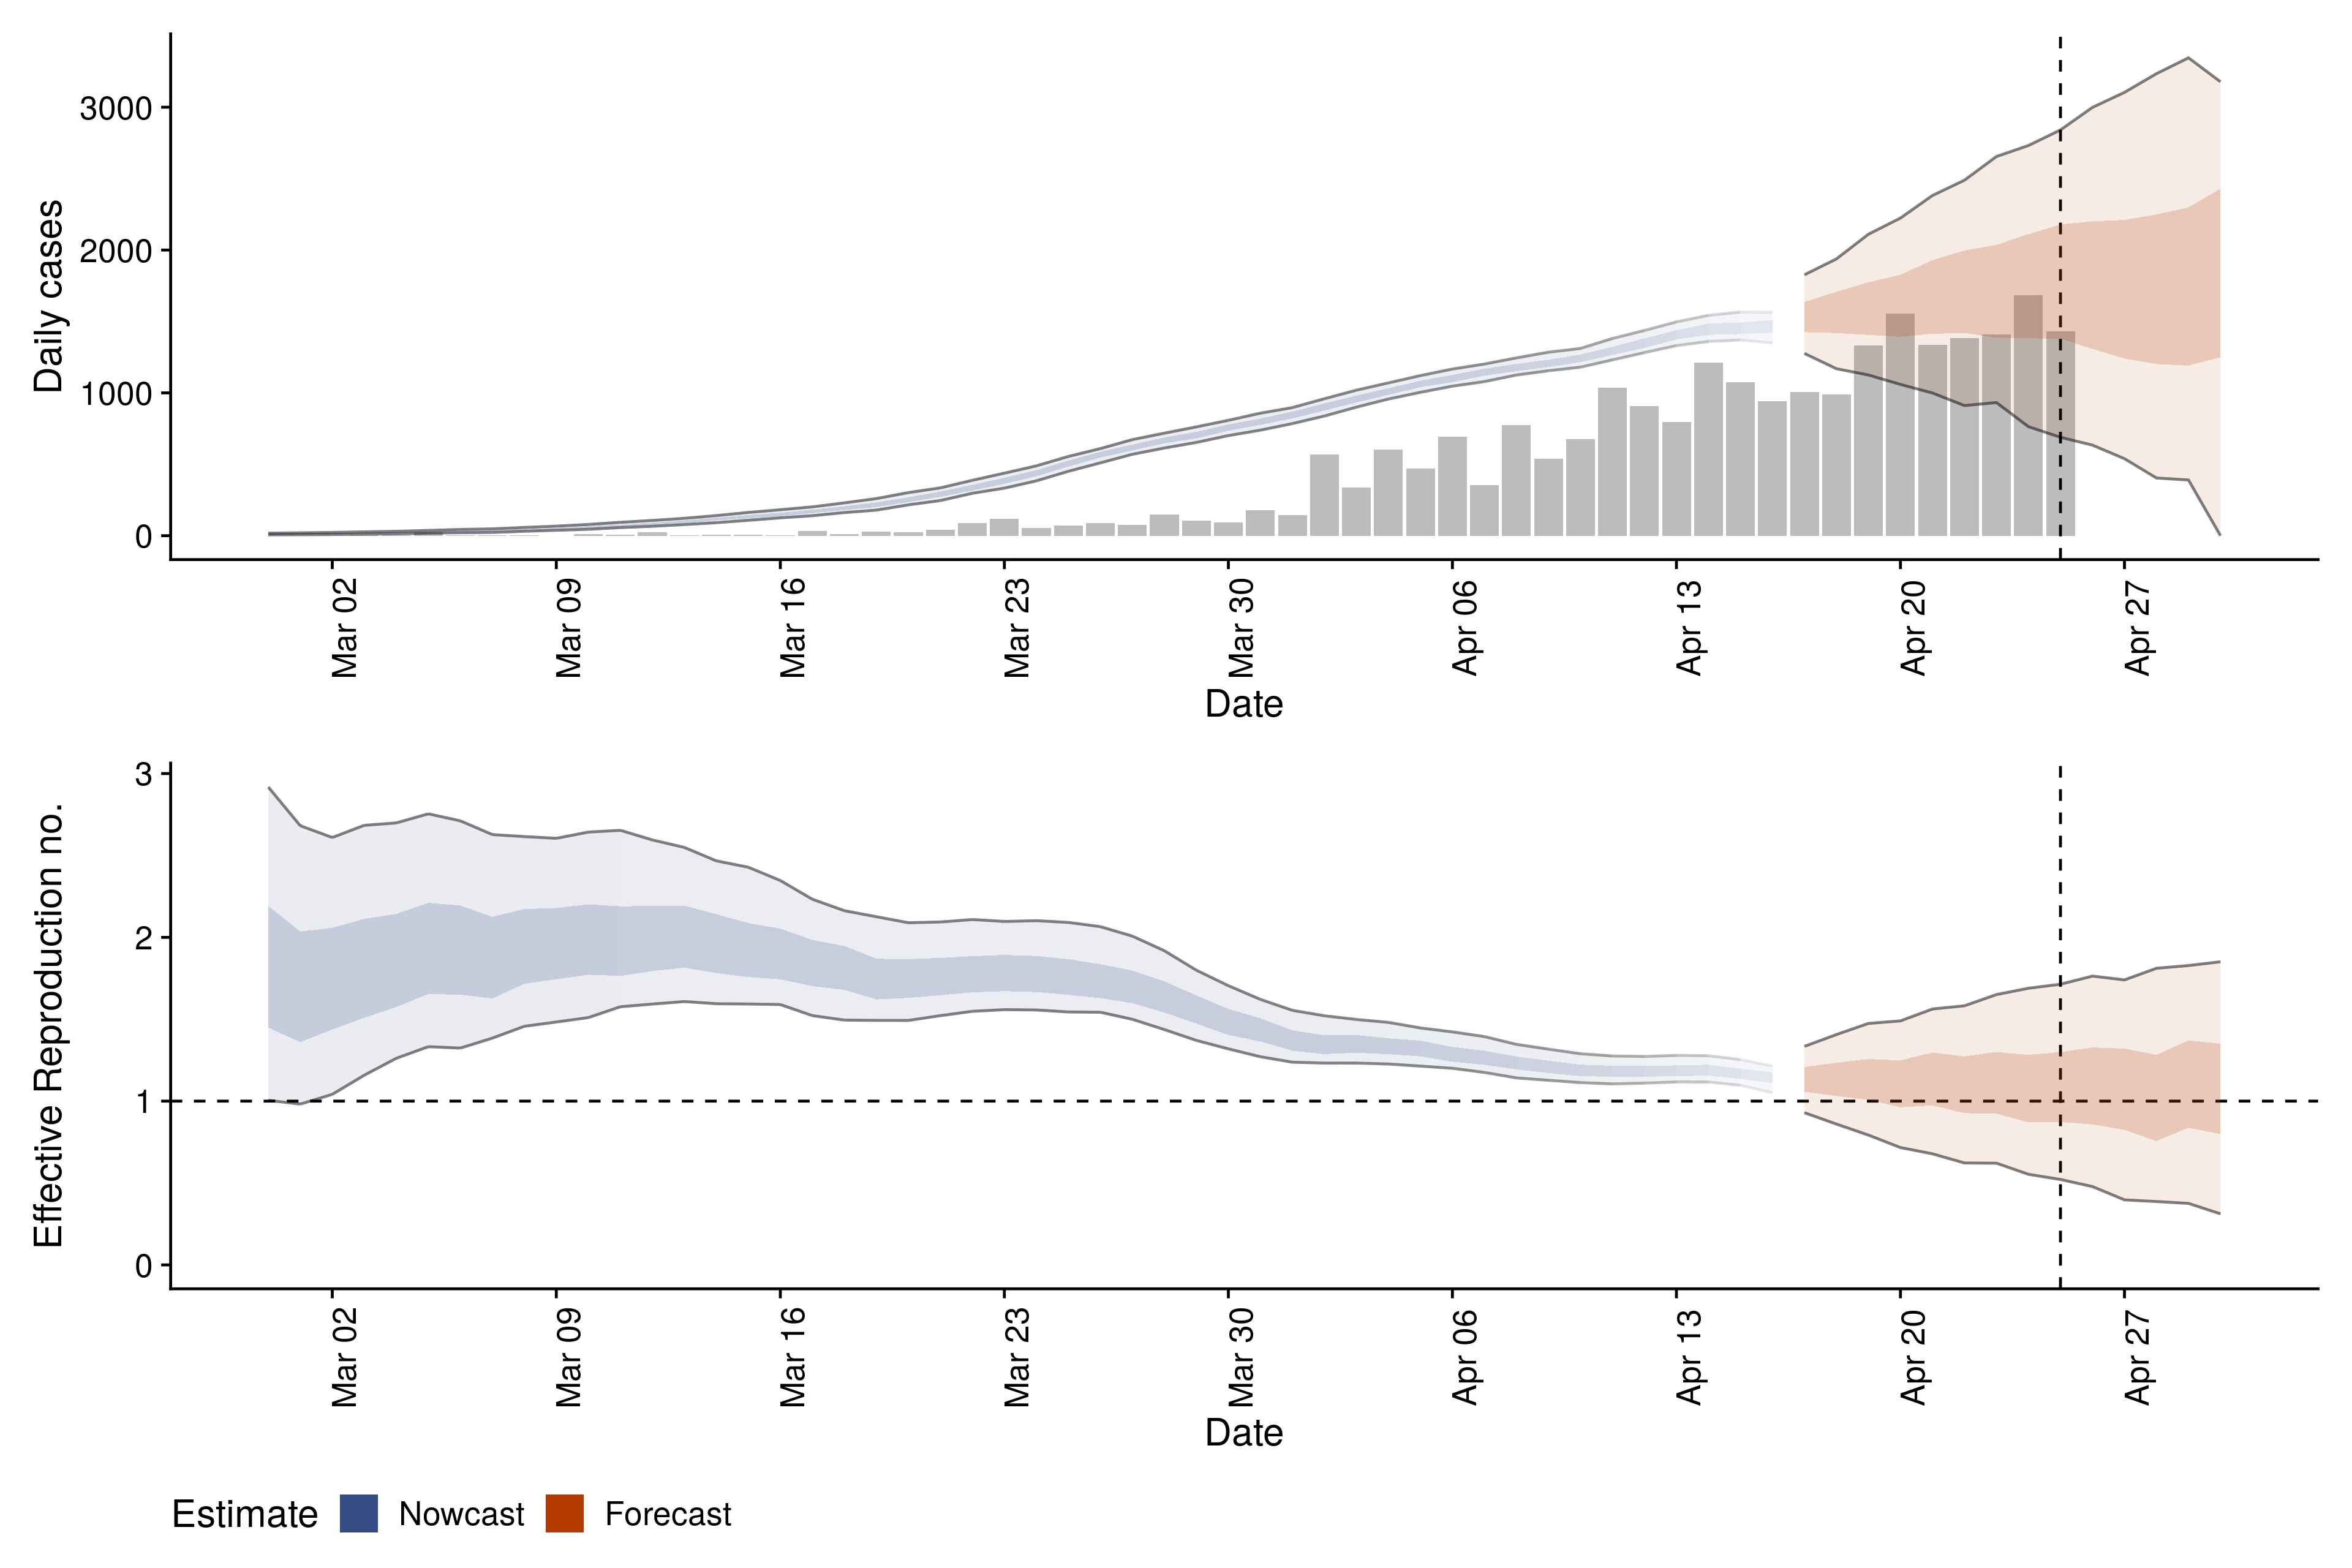 Daily cases
3000
2000
1000
0
Mar 02
Mar 09
Mar 16
Mar 23
Mar 30
Apr 06
Apr 13
Apr 20
Apr 27
Date
Effective Reproduction no.
3
2
1
0
Mar 02
Mar 09
Mar 16
Mar 23
Mar 30
Apr 06
Apr 13
Apr 20
Apr 27
Date
Estimate Nowcast Forecast